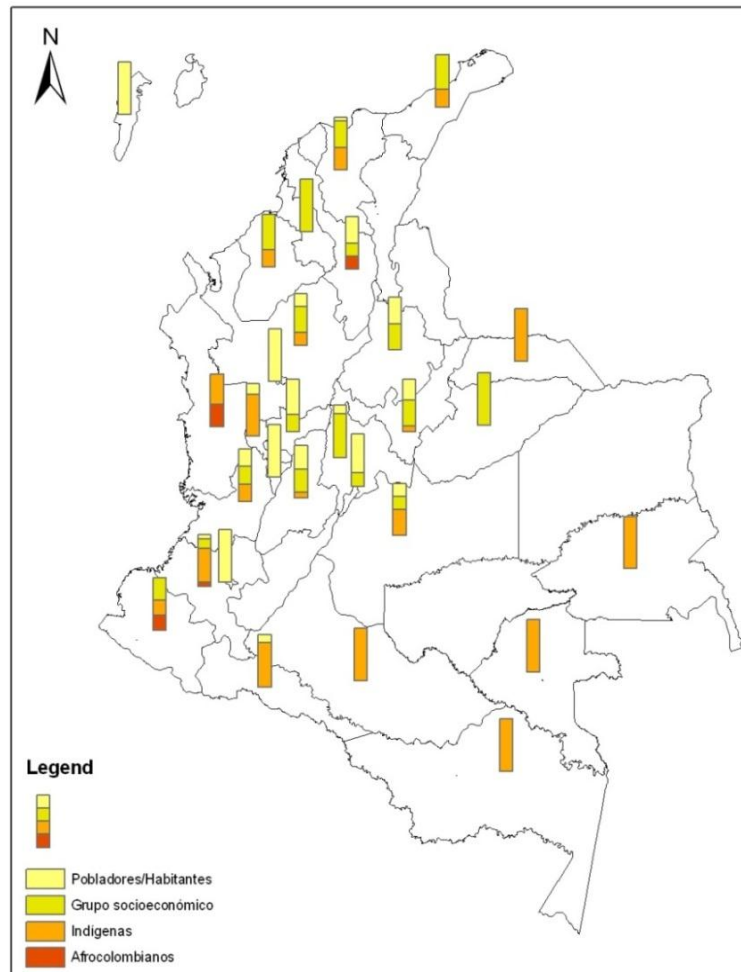 N
Legend
Pobladores/Habitantes
Grupo socioeconómico
Indígenas
Afrocolombianos